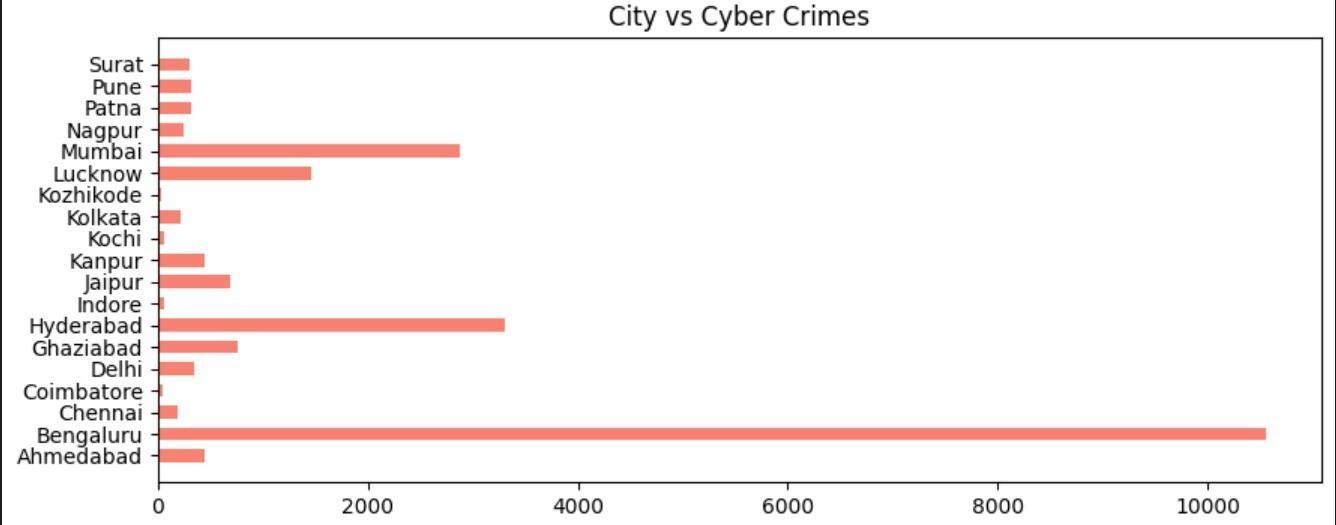 City vs Cyber Crimes
Surat
Pune
Patna
Nagpur
Mumbai
Lucknow
Kozhikode
Kolkata
Kochi
Kanpur
Jaipur
Indore
Hyderabad
Ghaziabad
Delhi
Coimbatore
Chennai
Bengaluru
Ahmedabad
0 2000 4000 6000 8000 10000